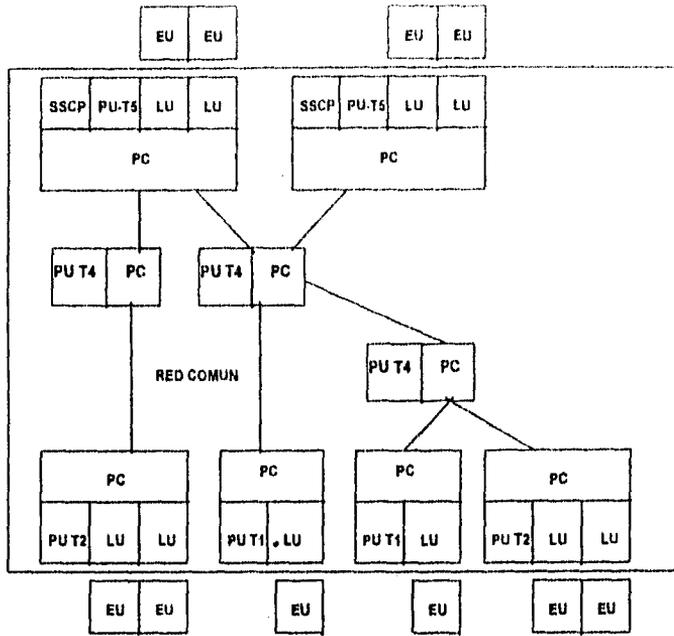 EU EU EU EU
SSCP PU-T5 LU LU SSCP PU-T5 LU LU
PC PC
PU T4 PC PU T4 PC
PU T4 PC
RED COMUN
PC PC PC PC
PU T2 LU LU PU T1 LU PU T1 LU PU T2 LU LU
EU EU EU EU EU EU